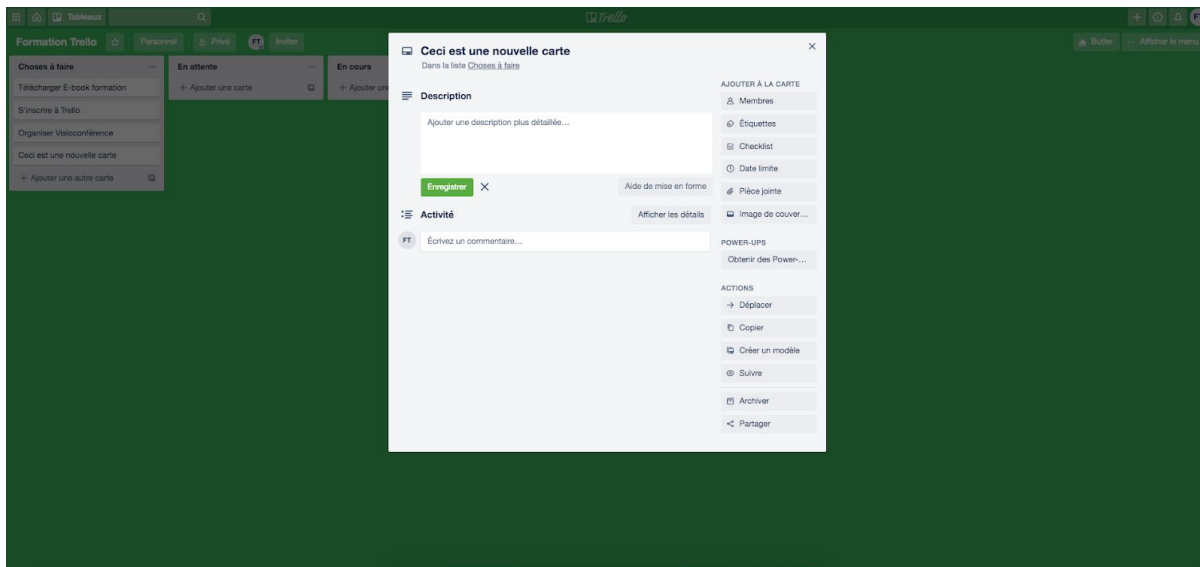 Tableaux
Trello
Formation Trello
Personnel
Privé
FT
Inviter
Butler
Afficher le menu
Choses à faire
Télécharger E-book formation
S'inscrire à Trello
Organiser Visioconférence
Ceci est une nouvelle carte
+ Ajouter une autre carte
En attente
+ Ajouter une carte
En cours
+ Ajouter un
Ceci est une nouvelle carte
Dans la liste Choses à faire
Description
Ajouter une description plus détaillée…
Enregistrer
Aide de mise en forme
Activité
Afficher les détails
FT
Écrivez un commentaire…
AJOUTER À LA CARTE
Membres
Étiquettes
Checklist
Date limite
Pièce jointe
Image de couver…
POWER-UPS
Obtenir des Power-…
ACTIONS
Déplacer
Copier
Créer un modèle
Suivre
Archiver
Partager